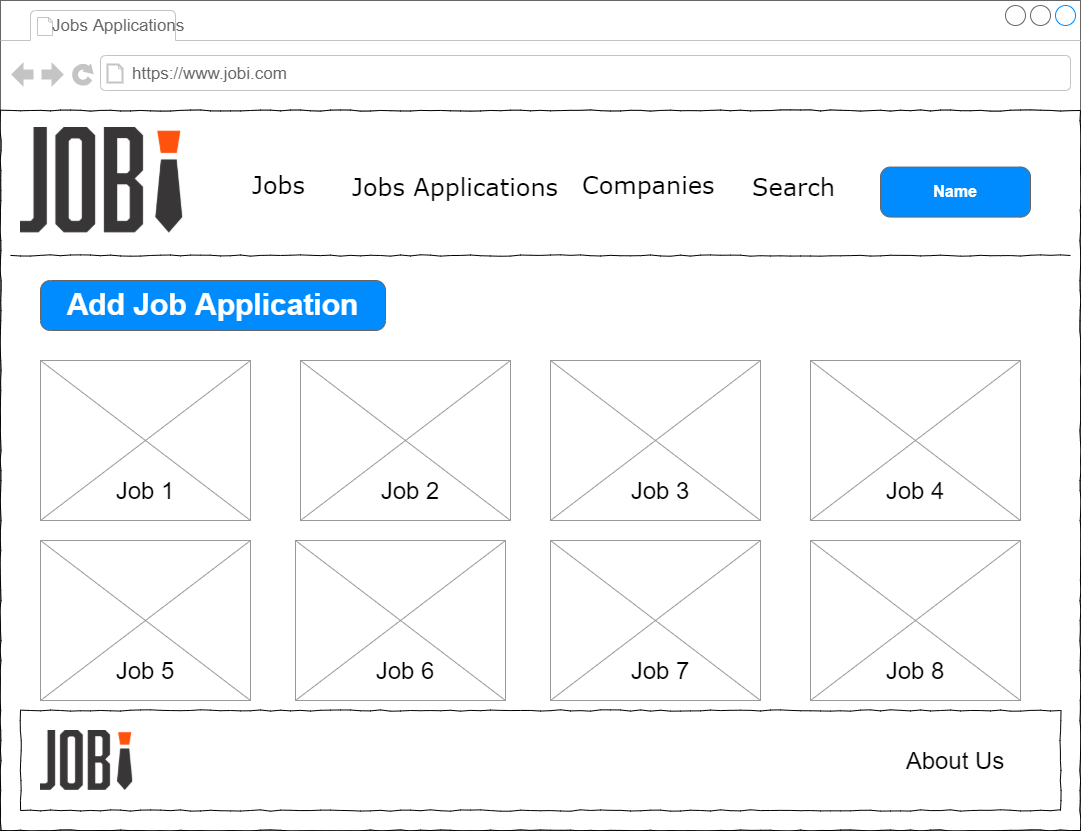 Jobs Applications
https://www.jobi.com
JOBi
Jobs
Jobs Applications
Companies
Search
Name
Add Job Application
Job 1
Job 2
Job 3
Job 4
Job 5
Job 6
Job 7
Job 8
JOBi
About Us